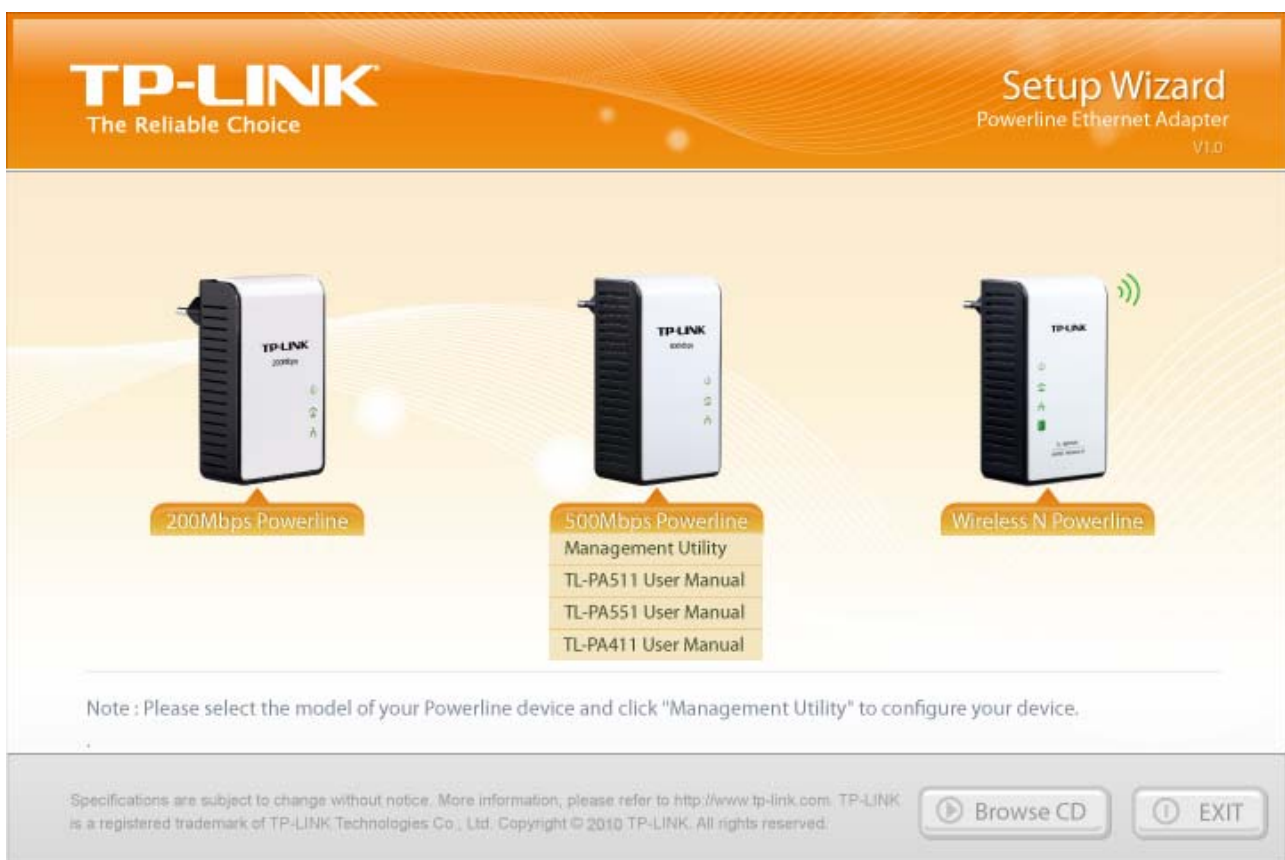 TP-LINK
The Reliable Choice
Setup Wizard
Powerline Ethernet Adapter
V1.0
TP-LINK
200Mbps
TP-LINK
500Mbps
TP-LINK
200Mbps Powerline
500Mbps Powerline
Wireless N Powerline
Management Utility
TL-PA511 User Manual
TL-PA551 User Manual
TL-PA411 User Manual
Note : Please select the model of your Powerline device and click "Management Utility" to configure your device.
.
Specifications are subject to change without notice. More information, please refer to http://www.tp-link.com. TP-LINK
is a registered trademark of TP-LINK Technologies Co., Ltd. Copyright © 2010 TP-LINK. All rights reserved.
Browse CD
EXIT